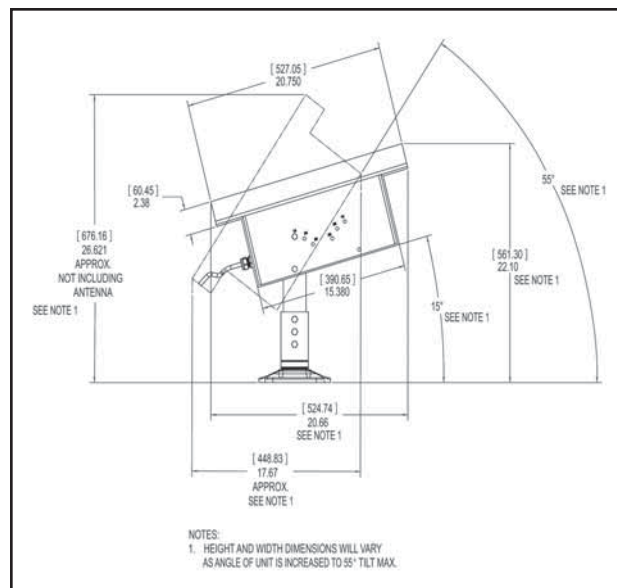 [ 527.05]
20.750
[ 60.45]
2.38
[ 676.16]
26.621
APPROX.
NOT INCLUDING
ANTENNA
SEE NOTE 1
55°
SEE NOTE 1
[ 561.30]
22.10
SEE NOTE 1
[ 390.65]
15.380
15°
SEE NOTE 1
[ 524.74]
20.66
SEE NOTE 1
[ 448.83]
17.67
APPROX.
SEE NOTE 1
NOTES:
1. HEIGHT AND WIDTH DIMENSIONS WILL VARY
AS ANGLE OF UNIT IS INCREASED TO 55° TILT MAX.